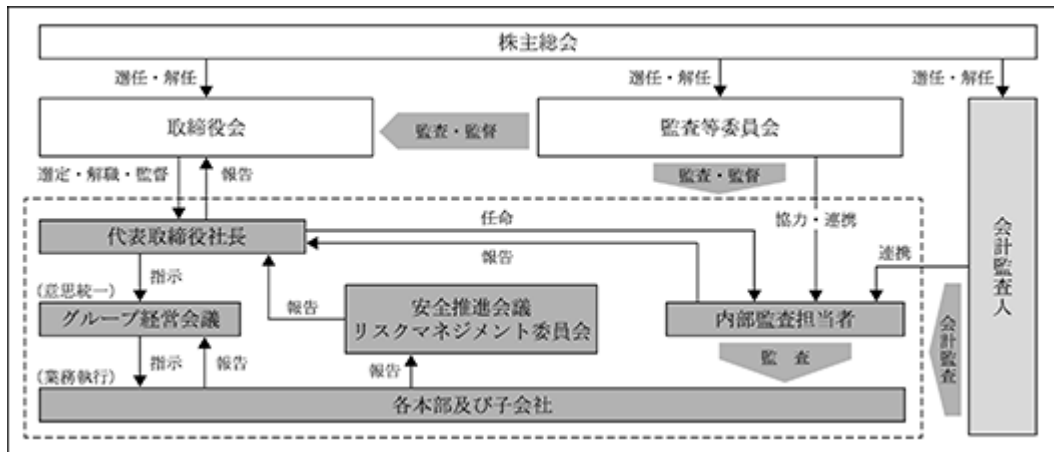 株主総会
選任・解任
選任・解任
選任・解任
取締役会
監査・監督
監査等委員会
選定・解職・監督
報告
監査・監督
代表取締役社長
任命
協力・連携
報告
連携
会計監査人
指示
(意思統一)
グループ経営会議
報告
安全推進会議
リスクマネジメント委員会
内部監査担当者
会計監査
指示
報告
報告
監 査
(業務執行)
各本部及び子会社